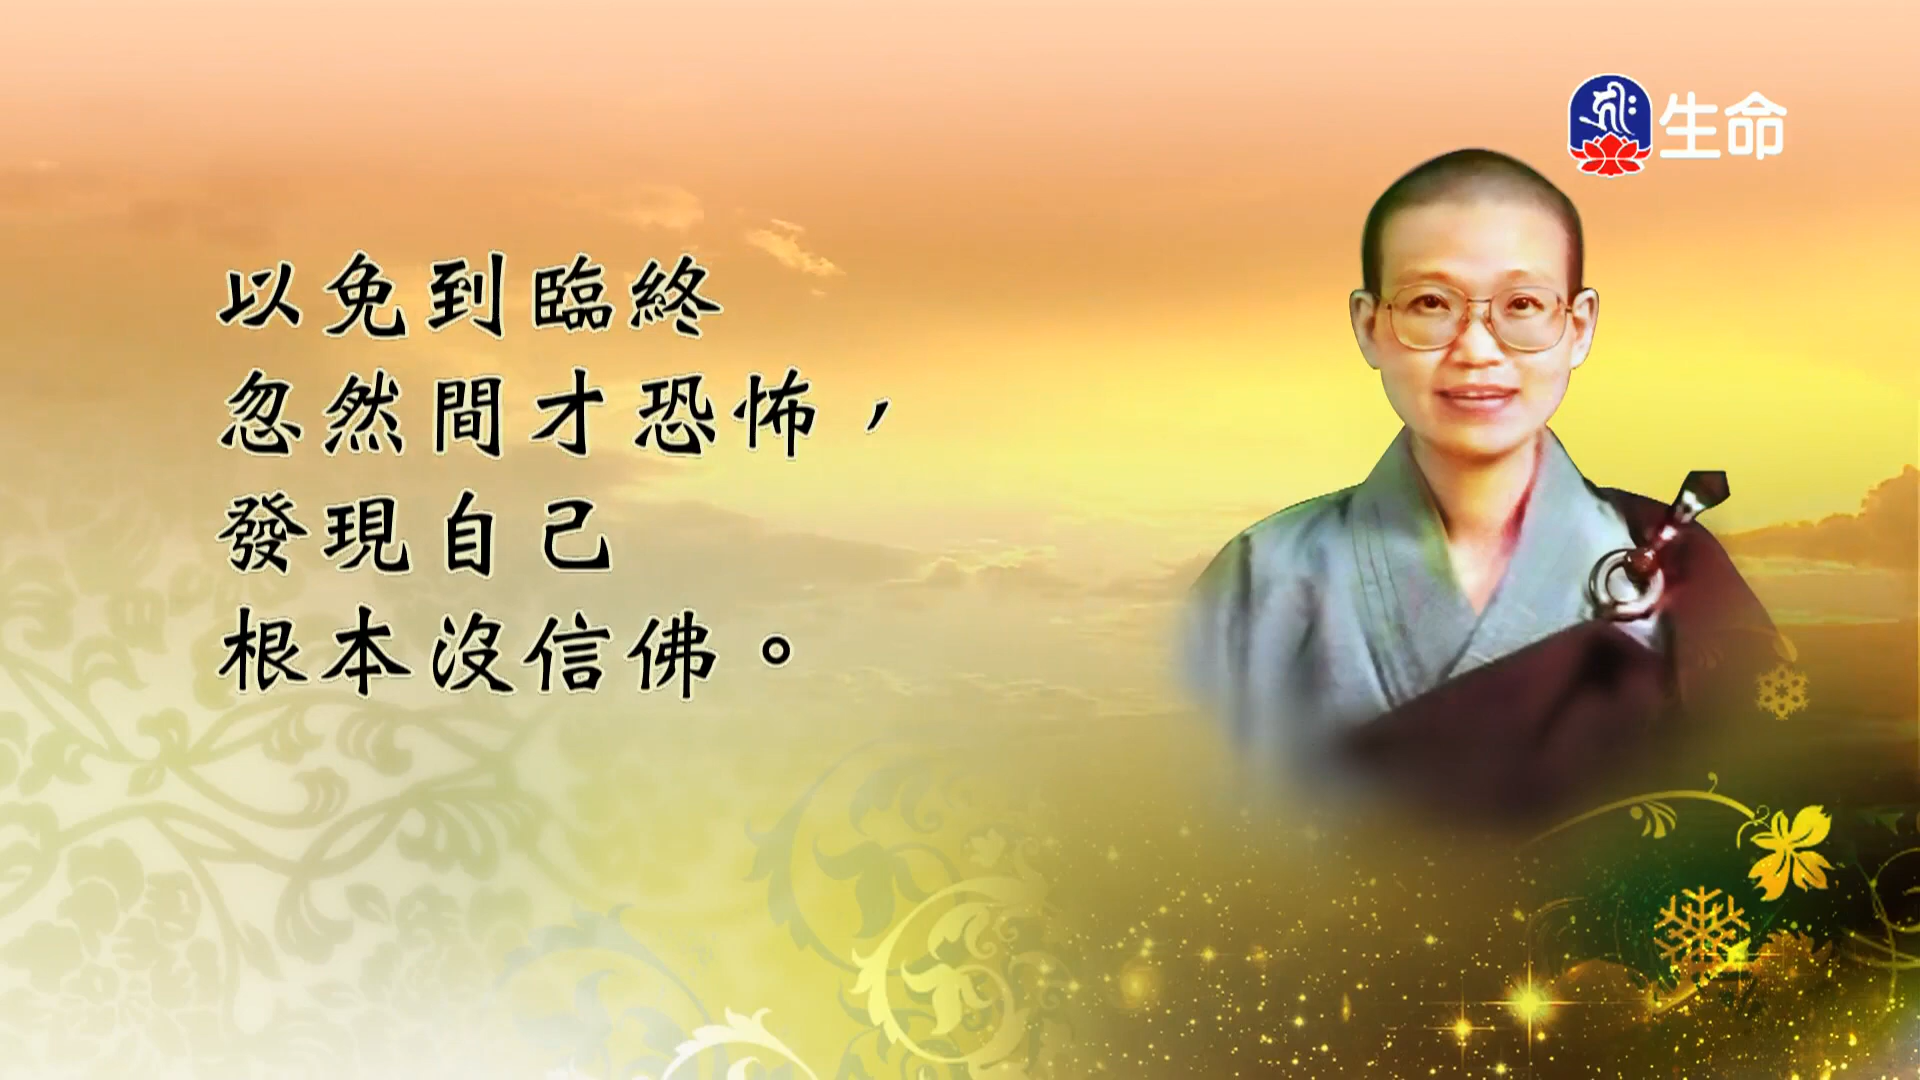 生命
以免到臨終
忽然間才恐怖，
發現自己
根本沒信佛。